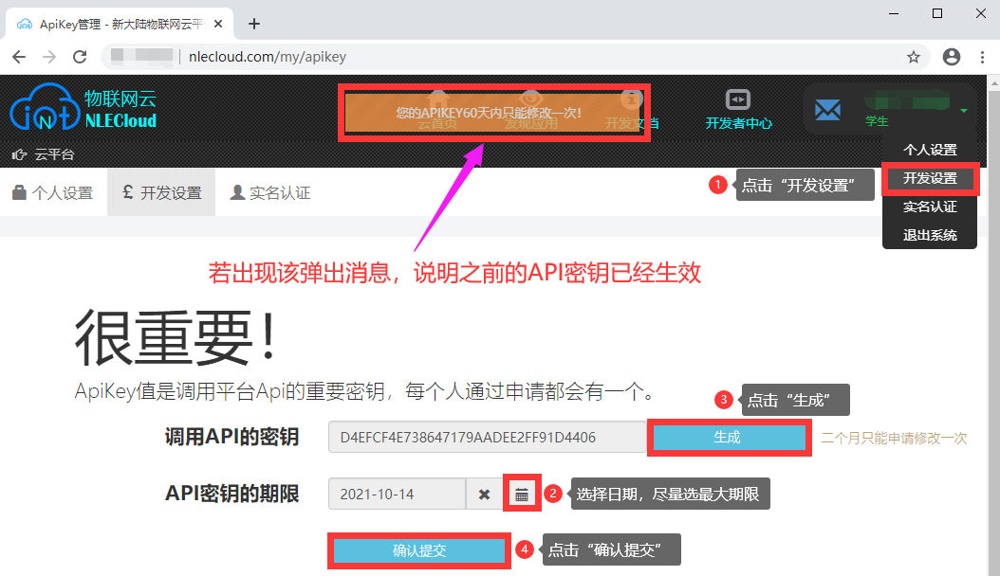 ApiKey管理 - 新大陆物联网云平
nlecloud.com/my/apikey
物联网云
NLECloud
您的APIKEY60天内只能修改一次!
云首页
发现应用
开发文档
开发者中心
学生
云平台
个人设置
开发设置
实名认证
退出系统
个人设置
£ 开发设置
实名认证
1
点击“开发设置”
若出现该弹出消息，说明之前的API密钥已经生效
很重要!
ApiKey值是调用平台Api的重要密钥，每个人通过申请都会有一个。
3
点击“生成”
调用API的密钥
D4EFCF4E738647179AADEE2FF91D4406
生成
二个月只能申请修改一次
API密钥的期限
2021-10-14
2
选择日期，尽量选最大期限
确认提交
4
点击“确认提交”